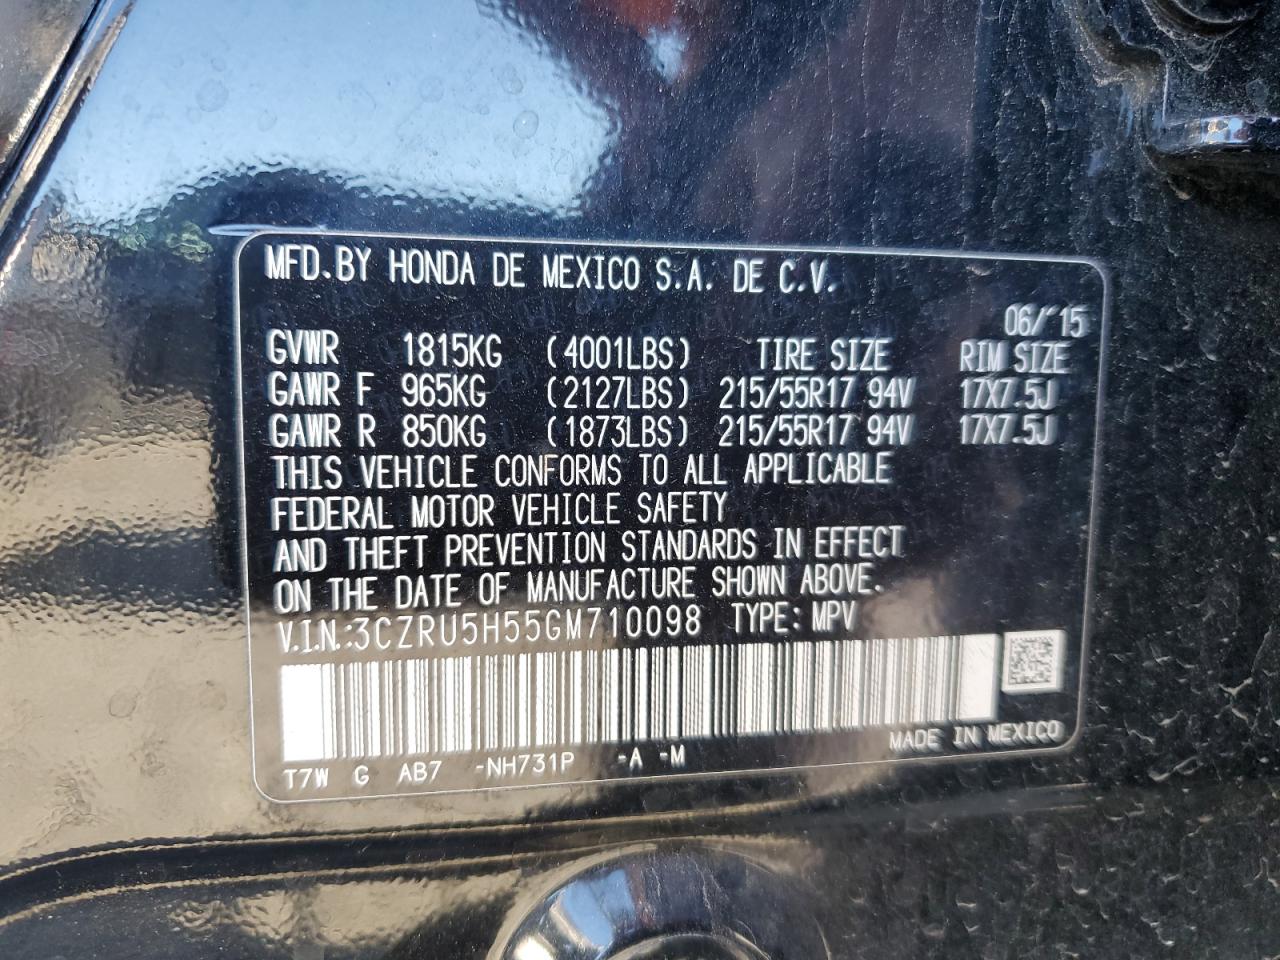 MFD.BY HONDA DE MEXICO S.A. DE C.V.
06/'15
GVWR 1815KG (4001LBS) TIRE SIZE RIM SIZE
GAWR F 965KG (2127LBS) 215/55R17 94V 17X7.5J
GAWR R 850KG (1873LBS) 215/55R17 94V 17X7.5J
THIS VEHICLE CONFORMS TO ALL APPLICABLE
FEDERAL MOTOR VEHICLE SAFETY
AND THEFT PREVENTION STANDARDS IN EFFECT
ON THE DATE OF MANUFACTURE SHOWN ABOVE.
V.I.N.:3CZRU5H55GM710098 TYPE: MPV
MADE IN MEXICO
T7W G AB7 -NH731P -A -M